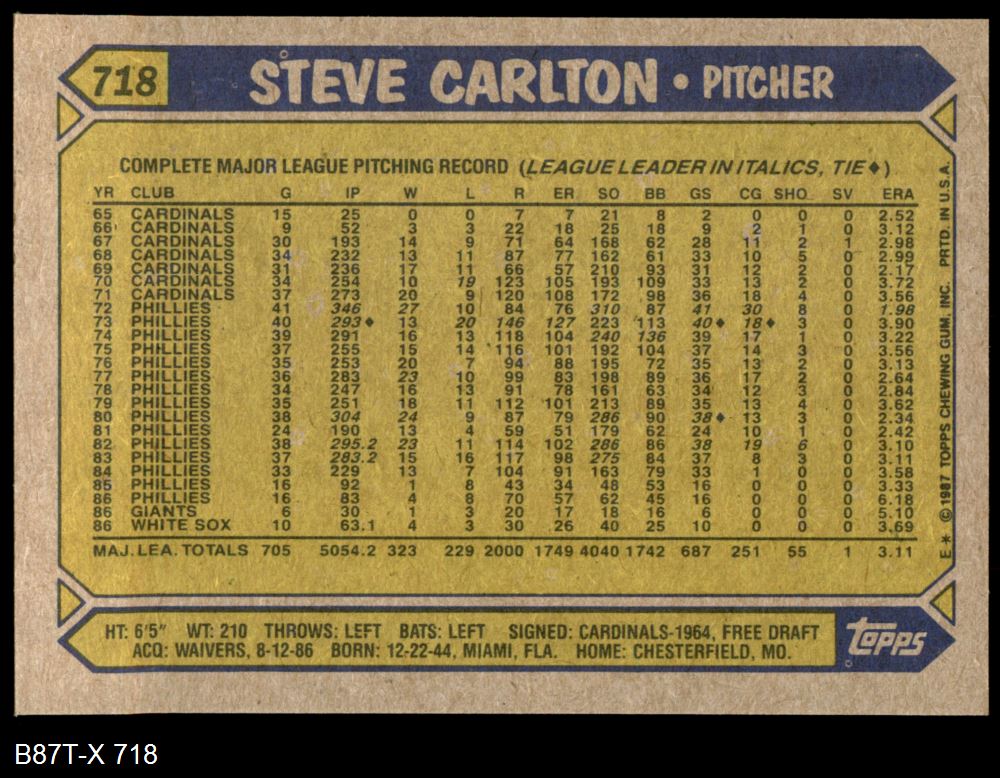 718 STEVE CARLTON • PITCHER
COMPLETE MAJOR LEAGUE PITCHING RECORD (LEAGUE LEADER IN ITALICS, TIE♦)
YR CLUB G IP W L R ER SO BB GS CG SHO SV ERA
65 CARDINALS 15 25 0 0 7 7 21 8 2 0 0 0 2.52
66 CARDINALS 9 52 3 3 22 18 25 18 9 2 1 0 3.12
67 CARDINALS 30 193 14 9 71 64 168 62 28 11 2 1 2.98
68 CARDINALS 34 232 13 11 87 77 162 61 33 10 5 0 2.99
69 CARDINALS 31 236 17 11 66 57 210 93 31 12 2 0 2.17
70 CARDINALS 34 254 10 19 123 105 193 109 33 13 2 0 3.72
71 CARDINALS 37 273 20 9 120 108 172 98 36 18 4 0 3.56
72 PHILLIES 41 346 27 10 84 76 310 87 41 30 8 0 1.98
73 PHILLIES 40 293♦ 13 20 146 127 223 113 40♦ 18♦ 3 0 3.90
74 PHILLIES 39 291 16 13 118 104 240 136 39 17 1 0 3.22
75 PHILLIES 37 255 15 14 116 101 192 104 37 14 3 0 3.56
76 PHILLIES 35 253 20 7 94 88 195 72 35 13 2 0 3.13
77 PHILLIES 36 283 23 10 99 83 198 89 36 17 2 0 2.64
78 PHILLIES 34 247 16 13 91 78 161 63 34 12 3 0 2.84
79 PHILLIES 35 251 18 11 112 101 213 89 35 13 4 0 3.62
80 PHILLIES 38 304 24 9 87 79 286 90 38♦ 13 3 0 2.34
81 PHILLIES 24 190 13 4 59 51 179 62 24 10 1 0 2.42
82 PHILLIES 38 295.2 23 11 114 102 286 86 38 19 6 0 3.10
83 PHILLIES 37 283.2 15 16 117 98 275 84 37 8 3 0 3.11
84 PHILLIES 33 229 13 7 104 91 163 79 33 1 0 0 3.58
85 PHILLIES 16 92 1 8 43 34 48 53 16 0 0 0 3.33
86 PHILLIES 16 83 4 8 70 57 62 45 16 0 0 0 6.18
86 GIANTS 6 30 1 3 20 17 18 16 6 0 0 0 5.10
86 WHITE SOX 10 63.1 4 3 30 26 40 25 10 0 0 0 3.69
MAJ. LEA. TOTALS 705 5054.2 323 229 2000 1749 4040 1742 687 251 55 1 3.11
E* © 1987 TOPPS CHEWING GUM, INC. PRTD. IN U.S.A.
HT: 6'5" WT: 210 THROWS: LEFT BATS: LEFT SIGNED: CARDINALS-1964, FREE DRAFT
ACQ: WAIVERS, 8-12-86 BORN: 12-22-44, MIAMI, FLA. HOME: CHESTERFIELD, MO.
topps
B87T-X 718